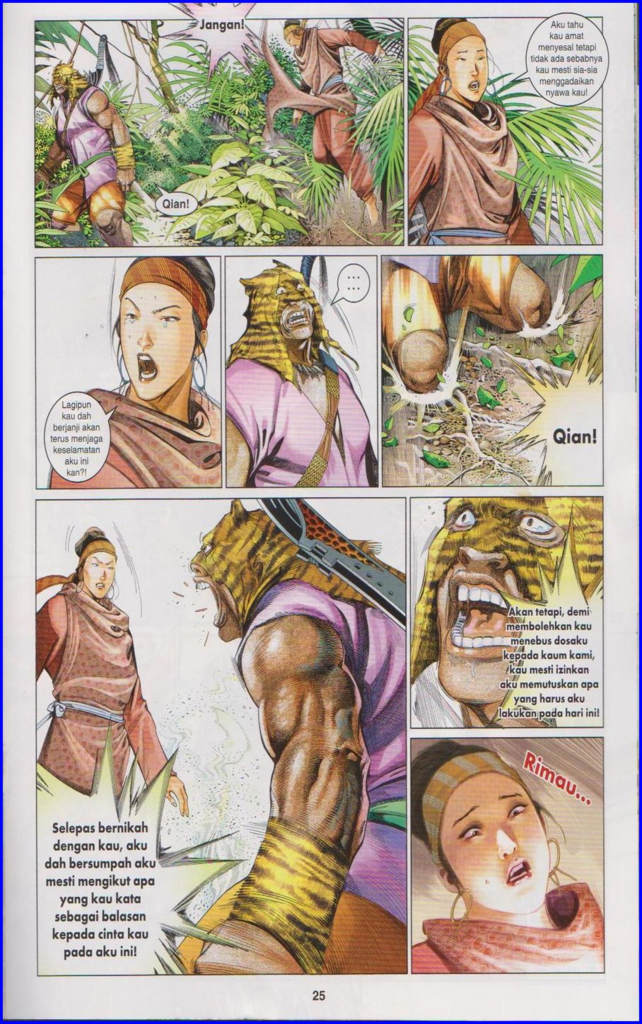 Jangan!
Qian!
Aku tahu
kau amat
menyesal tetapi
tidak ada sebabnya
kau mesti sia-sia
menggadaikan
nyawa kau!
Lagipun
kau dah
berjanji akan
terus menjaga
keselamatan
aku ini
kan?!
...
...
Qian!
Selepas bernikah
dengan kau, aku
dah bersumpah aku
mesti mengikut apa
yang kau kata
sebagai balasan
kepada cinta kau
pada aku ini!
Akan tetapi, demi
membolehkan kau
menebus dosaku
kepada kaum kami,
kau mesti izinkan
aku memutuskan apa
yang harus aku
lakukan pada hari ini!
Rimau...
25